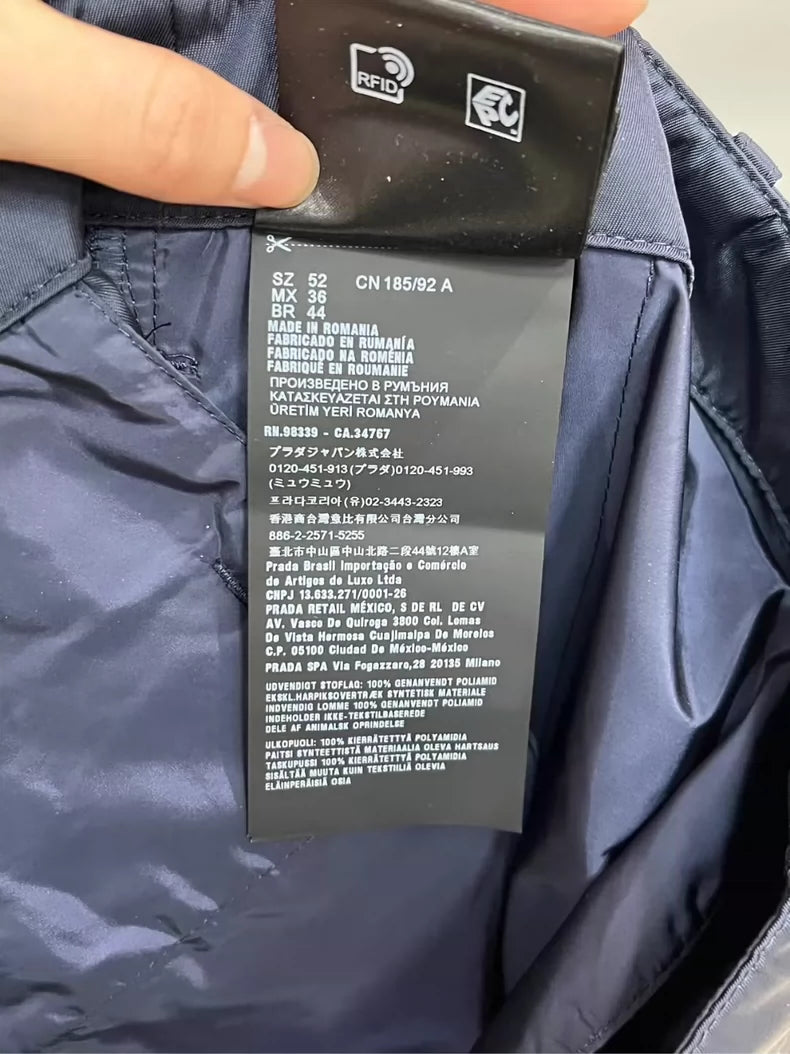 RFID
EPC
SZ 52 CN 185/92 A
MX 36
BR 44
MADE IN ROMANIA
FABRICADO EN RUMANÍA
FABRICADO NA ROMÉNIA
FABRIQUÉ EN ROUMANIE
ПРОИЗВЕДЕНО В РУМЪНИЯ
ΚΑΤΑΣΚΕΥΑΖΕΤΑΙ ΣΤΗ ΡΟΥΜΑΝΙΑ
ÜRETİM YERİ ROMANYA
RN.98339 - CA.34767
プラダジャパン株式会社
0120-451-913 (プラダ)0120-451-993
(ミュウミュウ)
프라다코리아 (유)02-3443-2323
香港商台灣意比有限公司台灣分公司
886-2-2571-5255
臺北市中山區中山北路二段44號12樓A室
Prada Brasil Importação e Comércio
de Artigos de Luxo Ltda
CNPJ 13.633.271/0001-26
PRADA RETAIL MÉXICO, S DE RL DE CV
AV. Vasco De Quiroga 3800 Col. Lomas
De Vista Hermosa Cuajimalpa De Morelos
C.P. 05100 Ciudad De México-México
PRADA SPA Via Fogazzaro,28 20135 Milano
UDVENDIGT STOFLAG: 100% GENANVENDT POLIAMID
EKSKL.HARPIKSOVERTRÆK SYNTETISK MATERIALE
INDVENDIG LOMME 100% GENANVENDT POLIAMID
INDEHOLDER IKKE-TEKSTILBASEREDE
DELE AF ANIMALSK OPRINDELSE
ULKOPUOLI: 100% KIERRÄTETTYÄ POLYAMIDIA
PAITSI SYNTEETTISTÄ MATERIAALIA OLEVA HARTSAUS
TASKUPUSSI 100% KIERRÄTETTYÄ POLYAMIDIA
SISÄLTÄÄ MUUTA KUIN TEKSTIILIÄ OLEVIA
ELÄINPERÄISIÄ OSIA